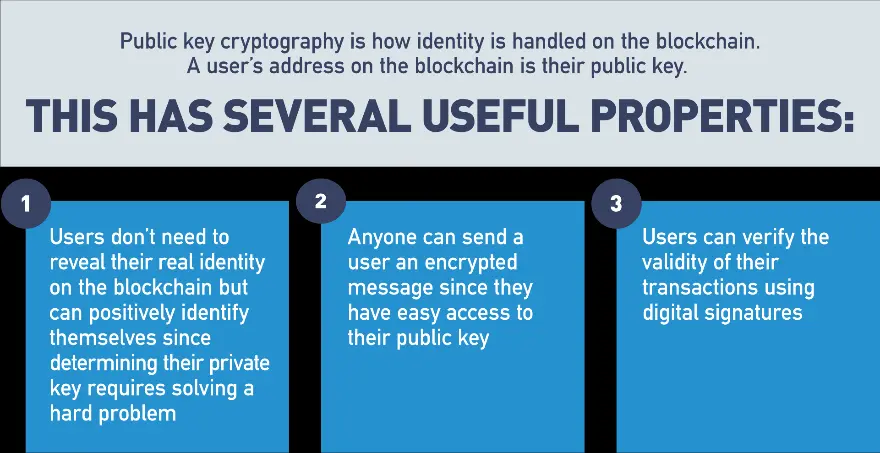 Public key cryptography is how identity is handled on the blockchain.
A user's address on the blockchain is their public key.
THIS HAS SEVERAL USEFUL PROPERTIES:
1
Users don't need to
reveal their real identity
on the blockchain but
can positively identify
themselves since
determining their private
key requires solving a
hard problem
2
Anyone can send a
user an encrypted
message since they
have easy access to
their public key
3
Users can verify the
validity of their
transactions using
digital signatures